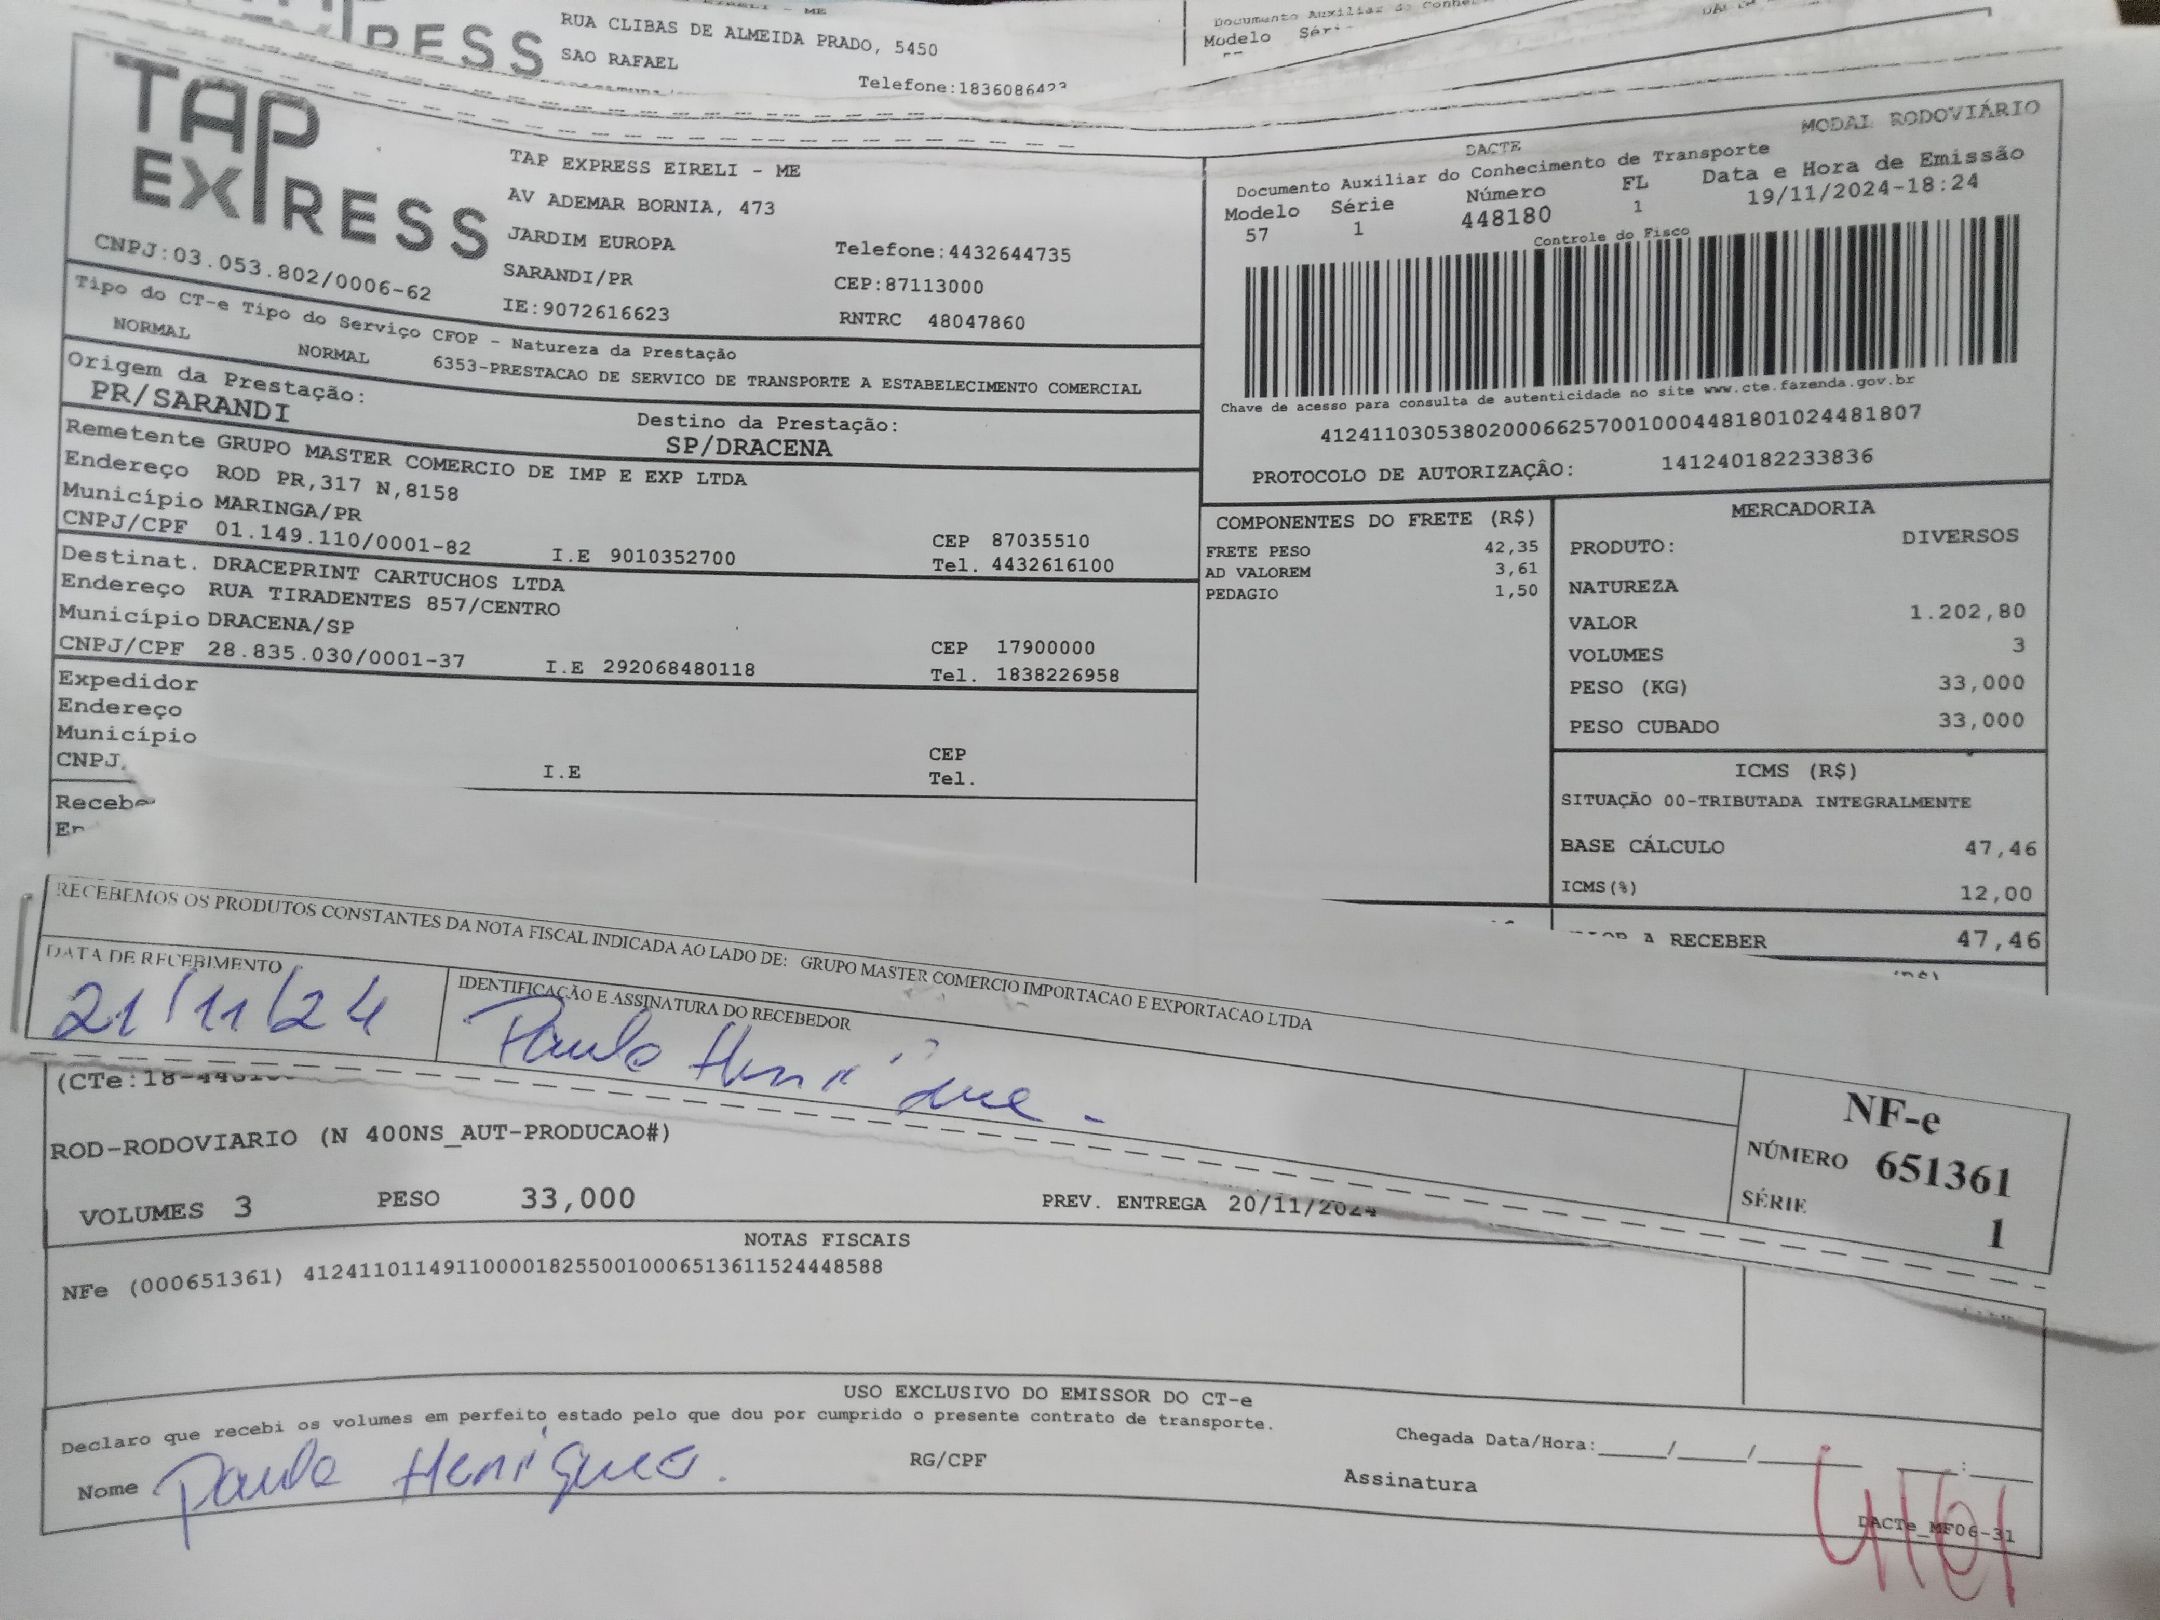 RESS
RUA CLIBAS DE ALMEIDA PRADO, 5450
SAO RAFAEL
Telefone:1836086423
Documento Auxiliar do
Modelo
TAP
EXPRESS
CNPJ:03.053.802/0006-62
TAP EXPRESS EIRELI - ME
AV ADEMAR BORNIA, 473
JARDIM EUROPA
SARANDI/PR
IE:9072616623
Telefone:4432644735
CEP:87113000
RNTRC 48047860
DACTE
MODAL RODOVIÁRIO
Documento Auxiliar do Conhecimento de Transporte
Modelo Série Número FL Data e Hora de Emissão
57 1 448180 1 19/11/2024-18:24
Controle do Fisco
Chave de acesso para consulta de autenticidade no site www.cte.fazenda.gov.br
41241103053802000662570010004481801024481807
PROTOCOLO DE AUTORIZAÇÃO: 141240182233836
Tipo do CT-e Tipo do Serviço CFOP - Natureza da Prestação
NORMAL NORMAL 6353-PRESTACAO DE SERVICO DE TRANSPORTE A ESTABELECIMENTO COMERCIAL
Origem da Prestação: Destino da Prestação:
PR/SARANDI SP/DRACENA
Remetente GRUPO MASTER COMERCIO DE IMP E EXP LTDA
Endereço ROD PR,317 N,8158
Município MARINGA/PR CEP 87035510
CNPJ/CPF 01.149.110/0001-82 I.E 9010352700 Tel. 4432616100
Destinat. DRACEPRINT CARTUCHOS LTDA
Endereço RUA TIRADENTES 857/CENTRO
Município DRACENA/SP CEP 17900000
CNPJ/CPF 28.835.030/0001-37 I.E 292068480118 Tel. 1838226958
Expedidor
Endereço
Município CEP
CNPJ I.E Tel.
COMPONENTES DO FRETE (R$)
FRETE PESO 42,35
AD VALOREM 3,61
PEDAGIO 1,50
MERCADORIA
PRODUTO: DIVERSOS
NATUREZA
VALOR 1.202,80
VOLUMES 3
PESO (KG) 33,000
PESO CUBADO 33,000
ICMS (R$)
SITUAÇÃO 00-TRIBUTADA INTEGRALMENTE
BASE CÁLCULO 47,46
ICMS(%) 12,00
A RECEBER 47,46
RECEBEMOS OS PRODUTOS CONSTANTES DA NOTA FISCAL INDICADA AO LADO DE: GRUPO MASTER COMERCIO IMPORTACAO E EXPORTACAO LTDA
DATA DE RECEBIMENTO IDENTIFICAÇÃO E ASSINATURA DO RECEBEDOR
21/11/24 Paulo Henrique
NF-e
NÚMERO 651361
SÉRIE 1
ROD-RODOVIARIO (N 400NS_AUT-PRODUCAO#)
VOLUMES 3 PESO 33,000 PREV. ENTREGA 20/11/2024
NOTAS FISCAIS
NFe (000651361) 41241101149110000182550010006513611524448588
USO EXCLUSIVO DO EMISSOR DO CT-e
Declaro que recebi os volumes em perfeito estado pelo que dou por cumprido o presente contrato de transporte.
Chegada Data/Hora:_____/_____/_______ ____:____
Nome Paulo Henrique RG/CPF Assinatura
DACTe_MF06-31